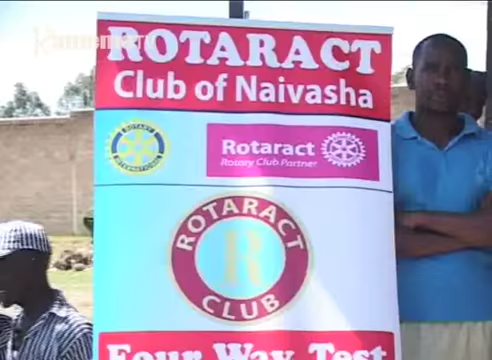 ROTARACT
Club of Naivasha
Rotaract
Rotary Club Partner
ROTARACT
R
CLUB
Four Way Test